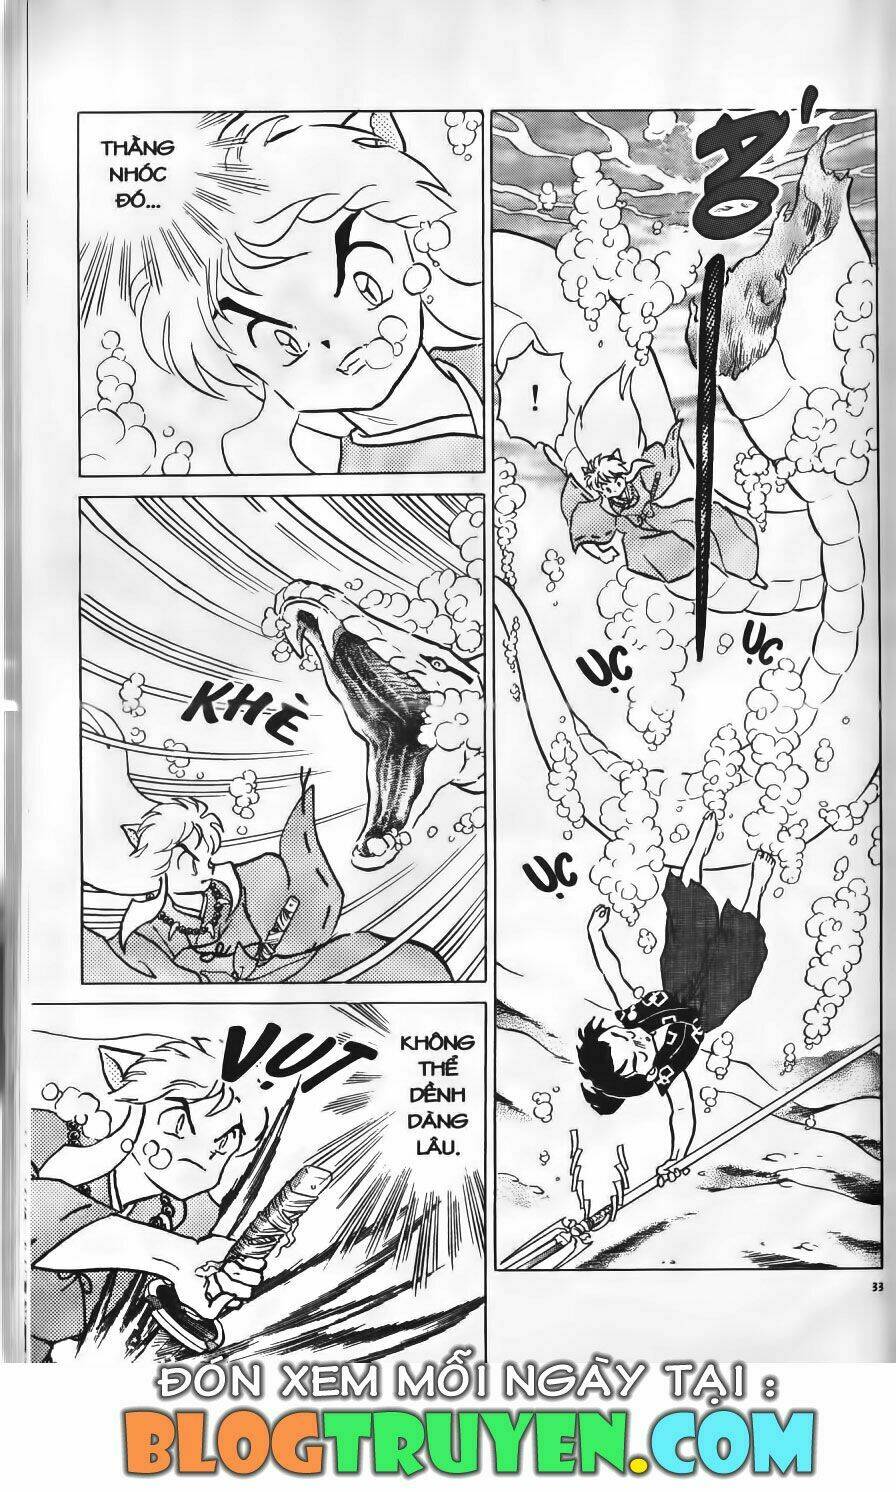 ÀO
!
ỤC
ỤC
ỤC
THẰNG
NHÓC
ĐÓ...
KHÈ
VỤT
KHÔNG
THỂ
DỀNH
DÀNG
LÂU.
33
ĐÓN XEM MỖI NGÀY TẠI :
BLOGTRUYEN.COM